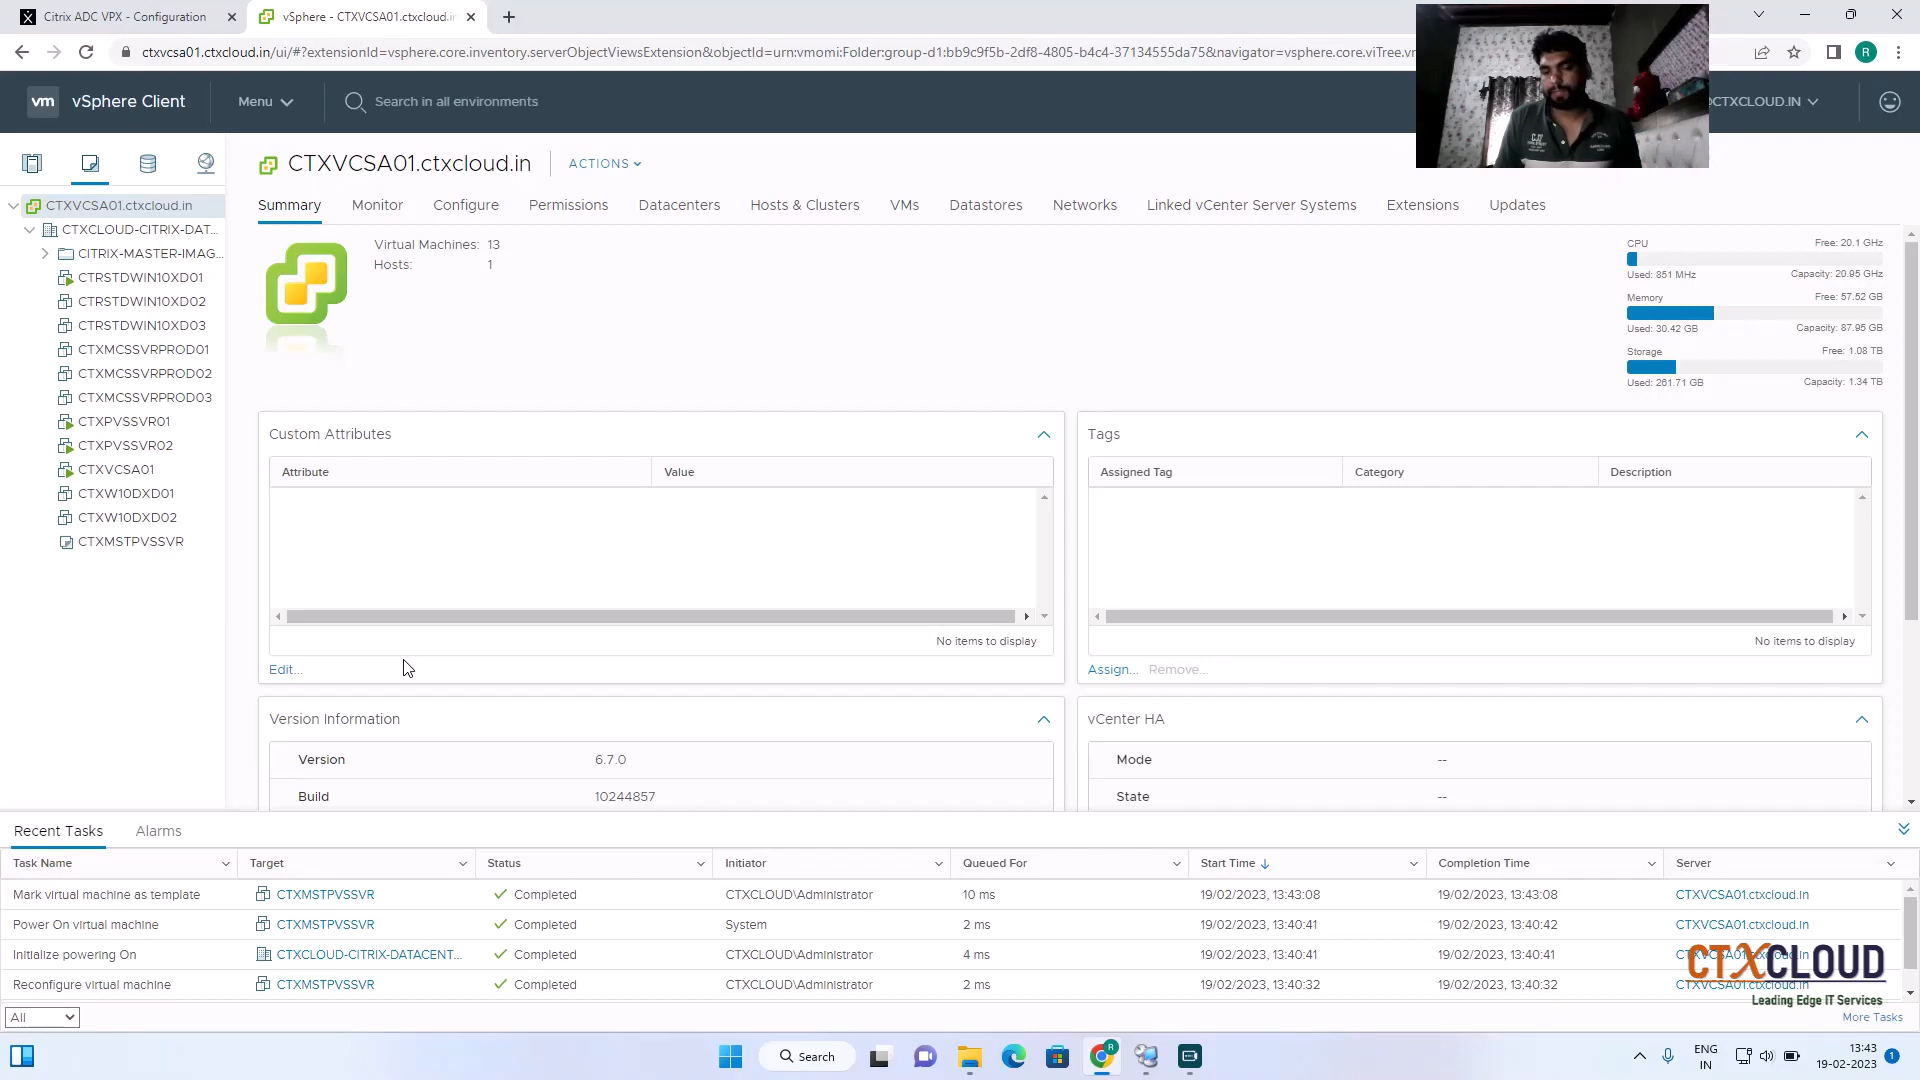 Citrix ADC VPX - Configuration
vSphere - CTXVCSA01.ctxcloud.in
ctxvcsa01.ctxcloud.in/ui/#?extensionId=vsphere.core.inventory.serverObjectViewsExtension&objectId=urn:vmomi:Folder:group-d1:bb9c9f5b-2df8-4805-b4c4-37134555da75&navigator=vsphere.core.viTree.vr
R
vm vSphere Client
Menu
Search in all environments
CTXCLOUD.IN
CTXVCSA01.ctxcloud.in
ACTIONS
Summary Monitor Configure Permissions Datacenters Hosts & Clusters VMs Datastores Networks Linked vCenter Server Systems Extensions Updates
CTXVCSA01.ctxcloud.in
CTXCLOUD-CITRIX-DAT...
CITRIX-MASTER-IMAG...
CTRSTDWIN10XD01
CTRSTDWIN10XD02
CTRSTDWIN10XD03
CTXMCSSVRPROD01
CTXMCSSVRPROD02
CTXMCSSVRPROD03
CTXPVSSVR01
CTXPVSSVR02
CTXVCSA01
CTXW10DXD01
CTXW10DXD02
CTXMSTPVSSVR
Virtual Machines: 13
Hosts: 1
CPU Free: 20.1 GHz
Used: 851 MHz Capacity: 20.95 GHz
Memory Free: 57.52 GB
Used: 30.42 GB Capacity: 87.95 GB
Storage Free: 1.08 TB
Used: 261.71 GB Capacity: 1.34 TB
Custom Attributes
Attribute Value
No items to display
Edit...
Tags
Assigned Tag Category Description
No items to display
Assign... Remove...
Version Information
Version 6.7.0
Build 10244857
vCenter HA
Mode --
State --
Recent Tasks Alarms
Task Name Target Status Initiator Queued For Start Time Completion Time Server
Mark virtual machine as template CTXMSTPVSSVR Completed CTXCLOUD\Administrator 10 ms 19/02/2023, 13:43:08 19/02/2023, 13:43:08 CTXVCSA01.ctxcloud.in
Power On virtual machine CTXMSTPVSSVR Completed System 2 ms 19/02/2023, 13:40:41 19/02/2023, 13:40:42 CTXVCSA01.ctxcloud.in
Initialize powering On CTXCLOUD-CITRIX-DATACENT... Completed CTXCLOUD\Administrator 4 ms 19/02/2023, 13:40:41 19/02/2023, 13:40:41 CTXVCSA01.ctxcloud.in
Reconfigure virtual machine CTXMSTPVSSVR Completed CTXCLOUD\Administrator 2 ms 19/02/2023, 13:40:32 19/02/2023, 13:40:32 CTXVCSA01.ctxcloud.in
CTXCLOUD
Leading Edge IT Services
All
More Tasks
Search
R
ENG
IN
13:43
19-02-2023
1